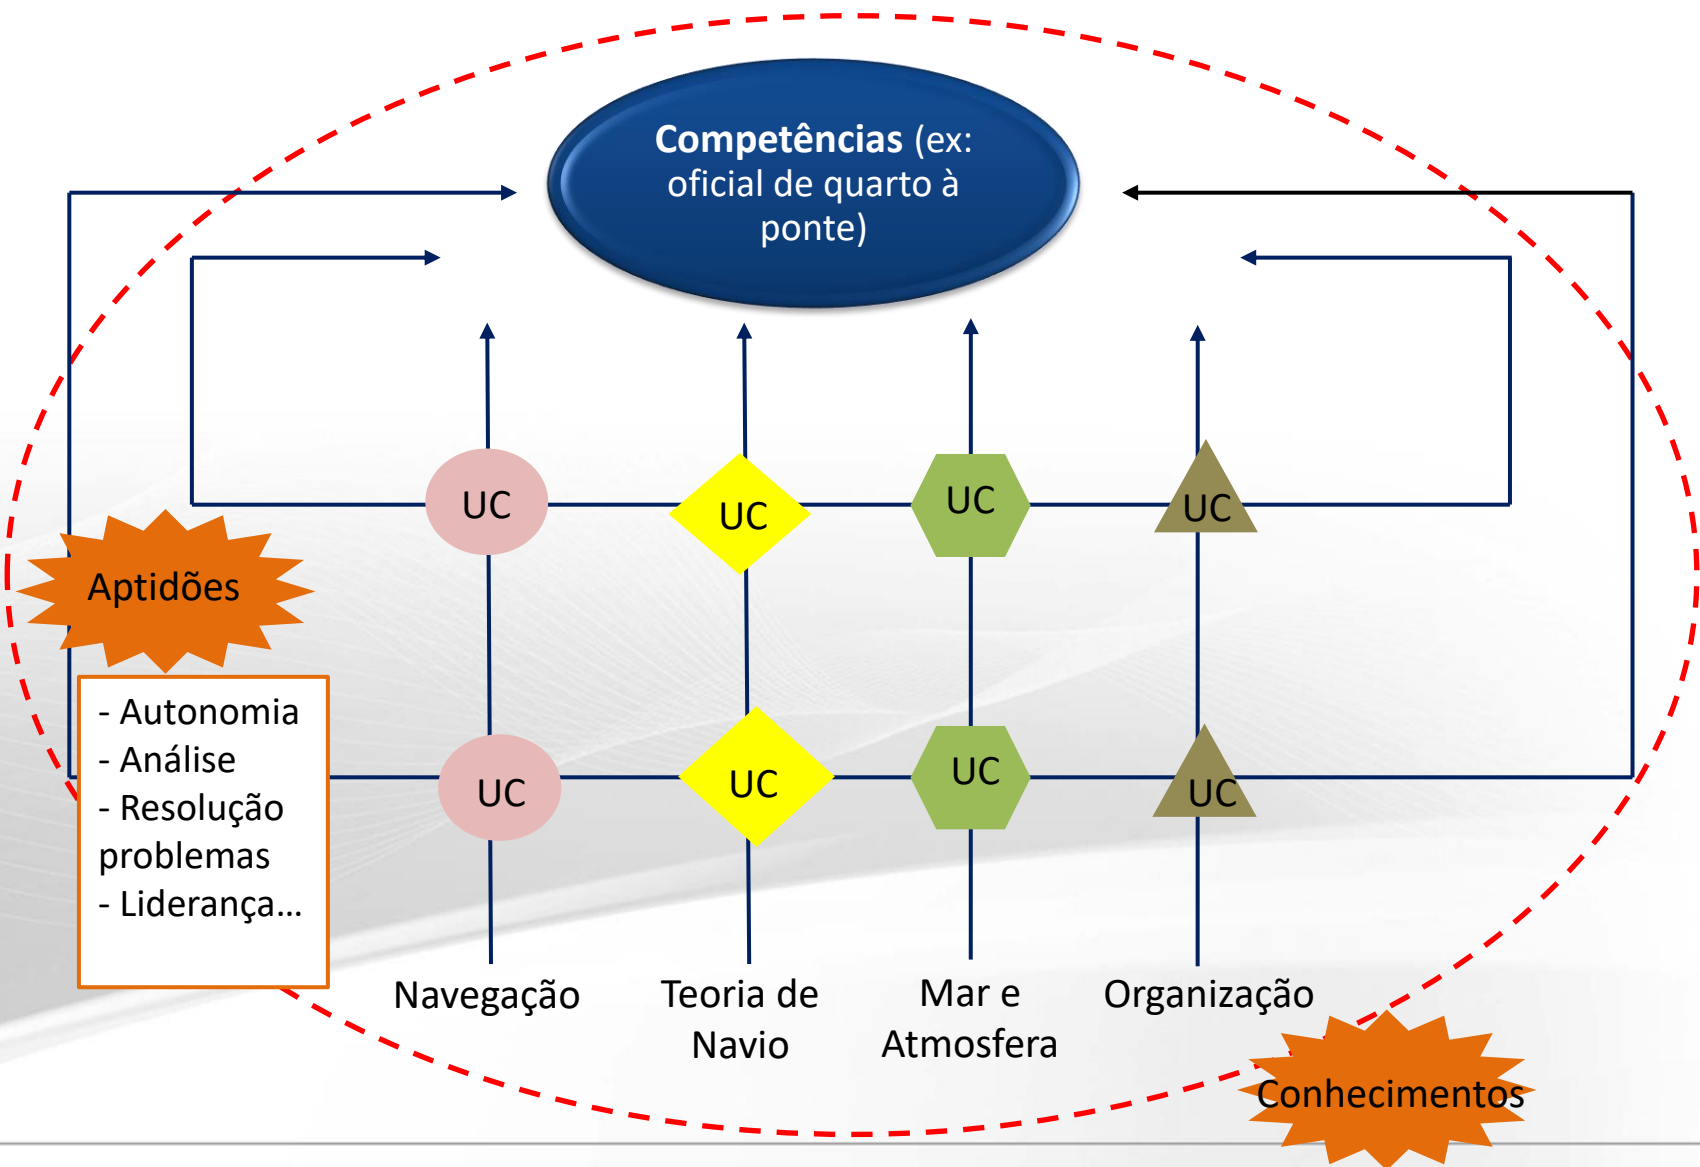 Competências (ex:
oficial de quarto à
ponte)
UC
UC
UC
UC
Aptidões
- Autonomia
- Análise
- Resolução
problemas
- Liderança...
UC
UC
UC
UC
Navegação
Teoria de
Navio
Mar e
Atmosfera
Organização
Conhecimentos